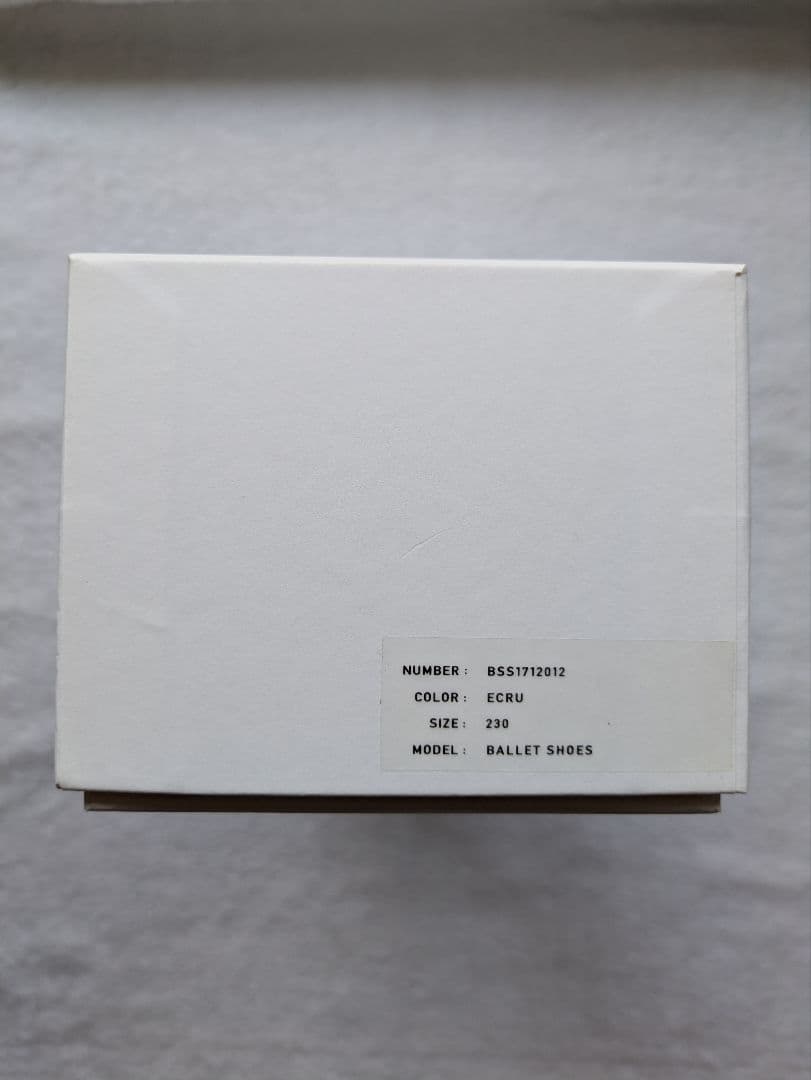 NUMBER : BSS1712012
COLOR : ECRU
SIZE : 230
MODEL : BALLET SHOES